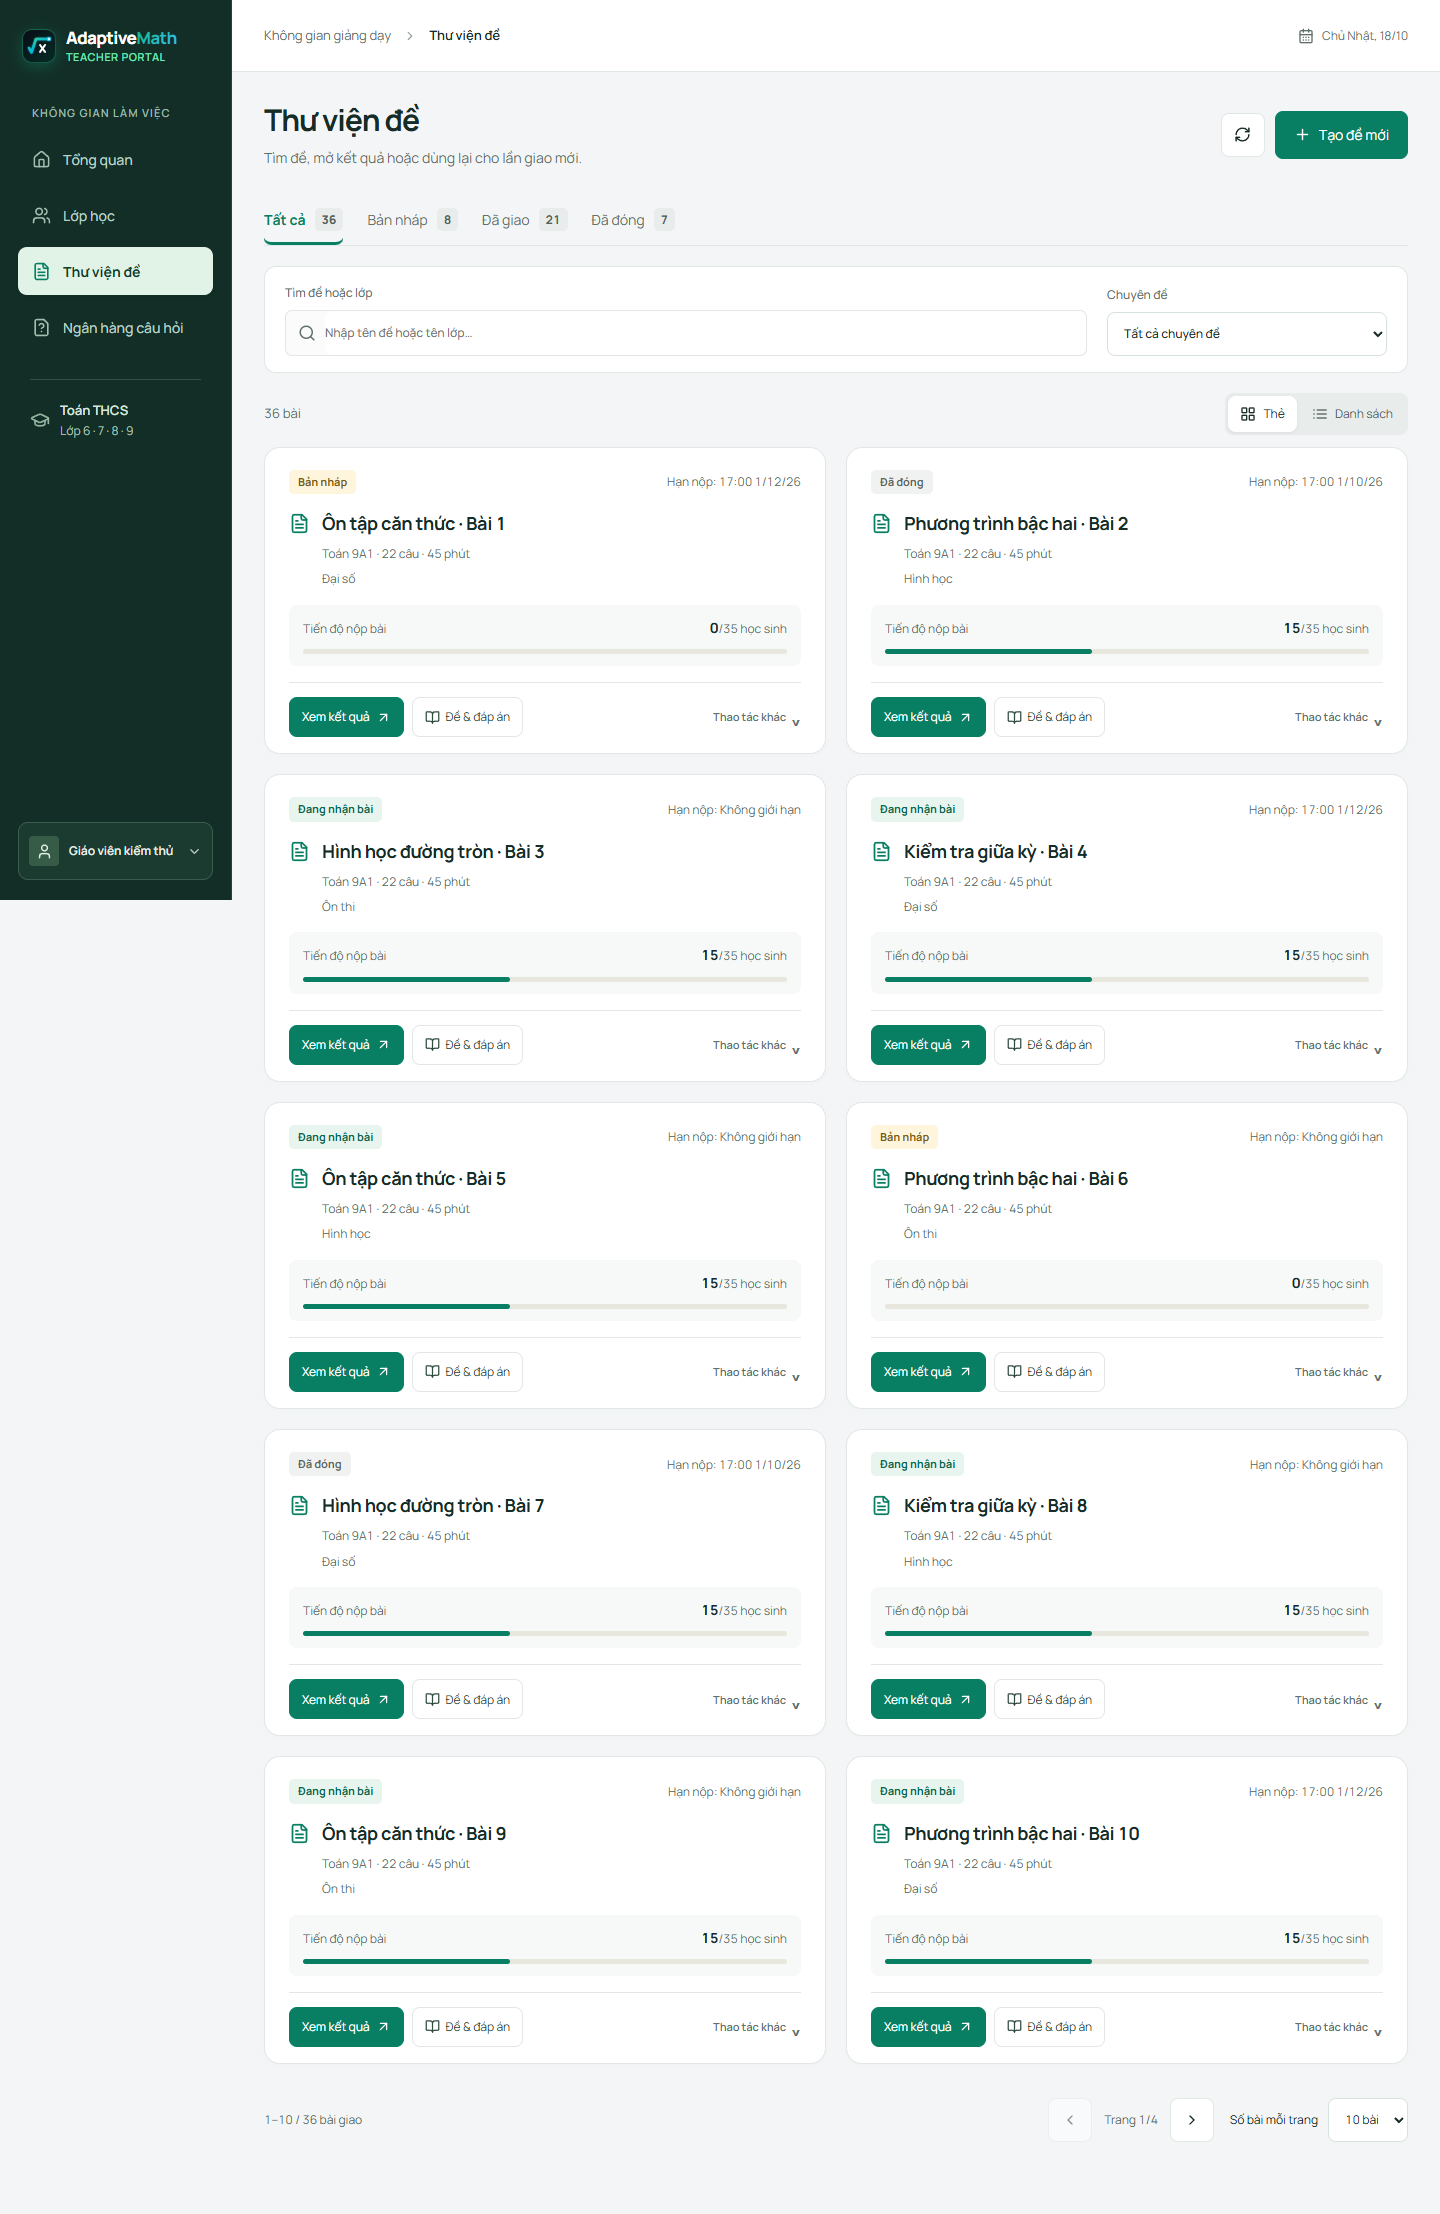 AdaptiveMath
TEACHER PORTAL
KHÔNG GIAN LÀM VIỆC
Tổng quan
Lớp học
Thư viện đề
Ngân hàng câu hỏi
Toán THCS
Lớp 6 · 7 · 8 · 9
Giáo viên kiểm thử
Không gian giảng dạy > Thư viện đề
Chủ Nhật, 18/10
Thư viện đề
Tìm đề, mở kết quả hoặc dùng lại cho lần giao mới.
Tạo đề mới
Tất cả 36 Bản nháp 8 Đã giao 21 Đã đóng 7
Tìm đề hoặc lớp
Nhập tên đề hoặc tên lớp...
Chuyên đề
Tất cả chuyên đề
36 bài
Thẻ Danh sách
Bản nháp Hạn nộp: 17:00 1/12/26
Ôn tập căn thức · Bài 1
Toán 9A1 · 22 câu · 45 phút
Đại số
Tiến độ nộp bài 0/35 học sinh
Xem kết quả Đề & đáp án Thao tác khác v
Đã đóng Hạn nộp: 17:00 1/10/26
Phương trình bậc hai · Bài 2
Toán 9A1 · 22 câu · 45 phút
Hình học
Tiến độ nộp bài 15/35 học sinh
Xem kết quả Đề & đáp án Thao tác khác v
Đang nhận bài Hạn nộp: Không giới hạn
Hình học đường tròn · Bài 3
Toán 9A1 · 22 câu · 45 phút
Ôn thi
Tiến độ nộp bài 15/35 học sinh
Xem kết quả Đề & đáp án Thao tác khác v
Đang nhận bài Hạn nộp: 17:00 1/12/26
Kiểm tra giữa kỳ · Bài 4
Toán 9A1 · 22 câu · 45 phút
Đại số
Tiến độ nộp bài 15/35 học sinh
Xem kết quả Đề & đáp án Thao tác khác v
Đang nhận bài Hạn nộp: Không giới hạn
Ôn tập căn thức · Bài 5
Toán 9A1 · 22 câu · 45 phút
Hình học
Tiến độ nộp bài 15/35 học sinh
Xem kết quả Đề & đáp án Thao tác khác v
Bản nháp Hạn nộp: Không giới hạn
Phương trình bậc hai · Bài 6
Toán 9A1 · 22 câu · 45 phút
Ôn thi
Tiến độ nộp bài 0/35 học sinh
Xem kết quả Đề & đáp án Thao tác khác v
Đã đóng Hạn nộp: 17:00 1/10/26
Hình học đường tròn · Bài 7
Toán 9A1 · 22 câu · 45 phút
Đại số
Tiến độ nộp bài 15/35 học sinh
Xem kết quả Đề & đáp án Thao tác khác v
Đang nhận bài Hạn nộp: Không giới hạn
Kiểm tra giữa kỳ · Bài 8
Toán 9A1 · 22 câu · 45 phút
Hình học
Tiến độ nộp bài 15/35 học sinh
Xem kết quả Đề & đáp án Thao tác khác v
Đang nhận bài Hạn nộp: Không giới hạn
Ôn tập căn thức · Bài 9
Toán 9A1 · 22 câu · 45 phút
Ôn thi
Tiến độ nộp bài 15/35 học sinh
Xem kết quả Đề & đáp án Thao tác khác v
Đang nhận bài Hạn nộp: 17:00 1/12/26
Phương trình bậc hai · Bài 10
Toán 9A1 · 22 câu · 45 phút
Đại số
Tiến độ nộp bài 15/35 học sinh
Xem kết quả Đề & đáp án Thao tác khác v
1–10 / 36 bài giao
Trang 1/4
Số bài mỗi trang 10 bài